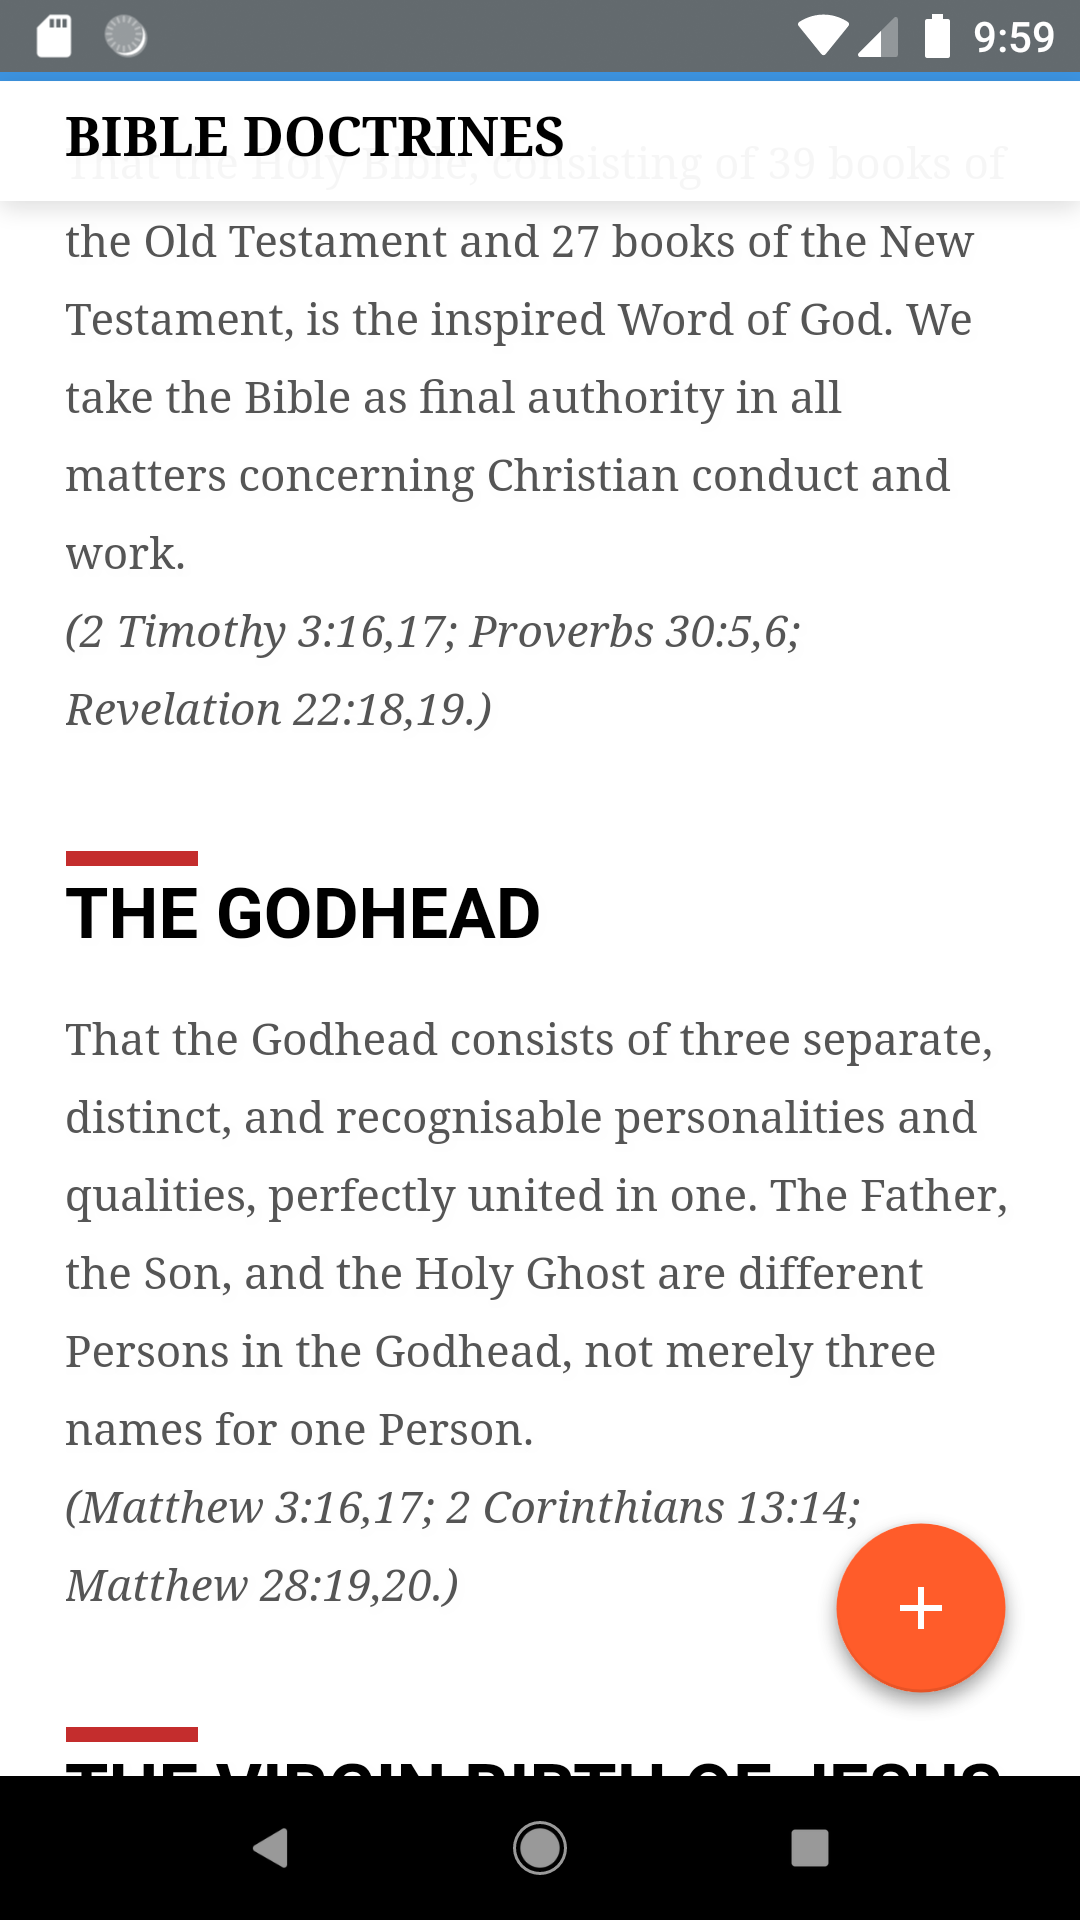 9:59
BIBLE DOCTRINES
That the Holy Bible, consisting of 39 books of
the Old Testament and 27 books of the New
Testament, is the inspired Word of God. We
take the Bible as final authority in all
matters concerning Christian conduct and
work.
(2 Timothy 3:16,17; Proverbs 30:5,6;
Revelation 22:18,19.)
THE GODHEAD
That the Godhead consists of three separate,
distinct, and recognisable personalities and
qualities, perfectly united in one. The Father,
the Son, and the Holy Ghost are different
Persons in the Godhead, not merely three
names for one Person.
(Matthew 3:16,17; 2 Corinthians 13:14;
Matthew 28:19,20.)
THE VIRGIN BIRTH OF JESUS